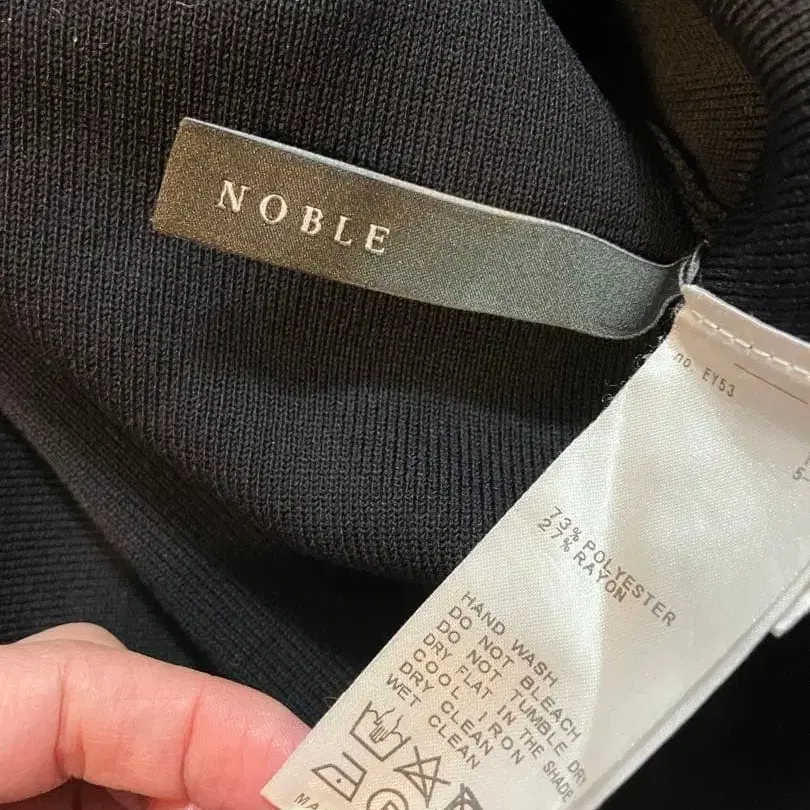 NOBLE
no. EY53
73% POLYESTER
27% RAYON
HAND WASH
DO NOT BLEACH
DO NOT TUMBLE DRY
DRY FLAT IN THE SHADE
COOL IRON
DRY CLEAN
WET CLEAN